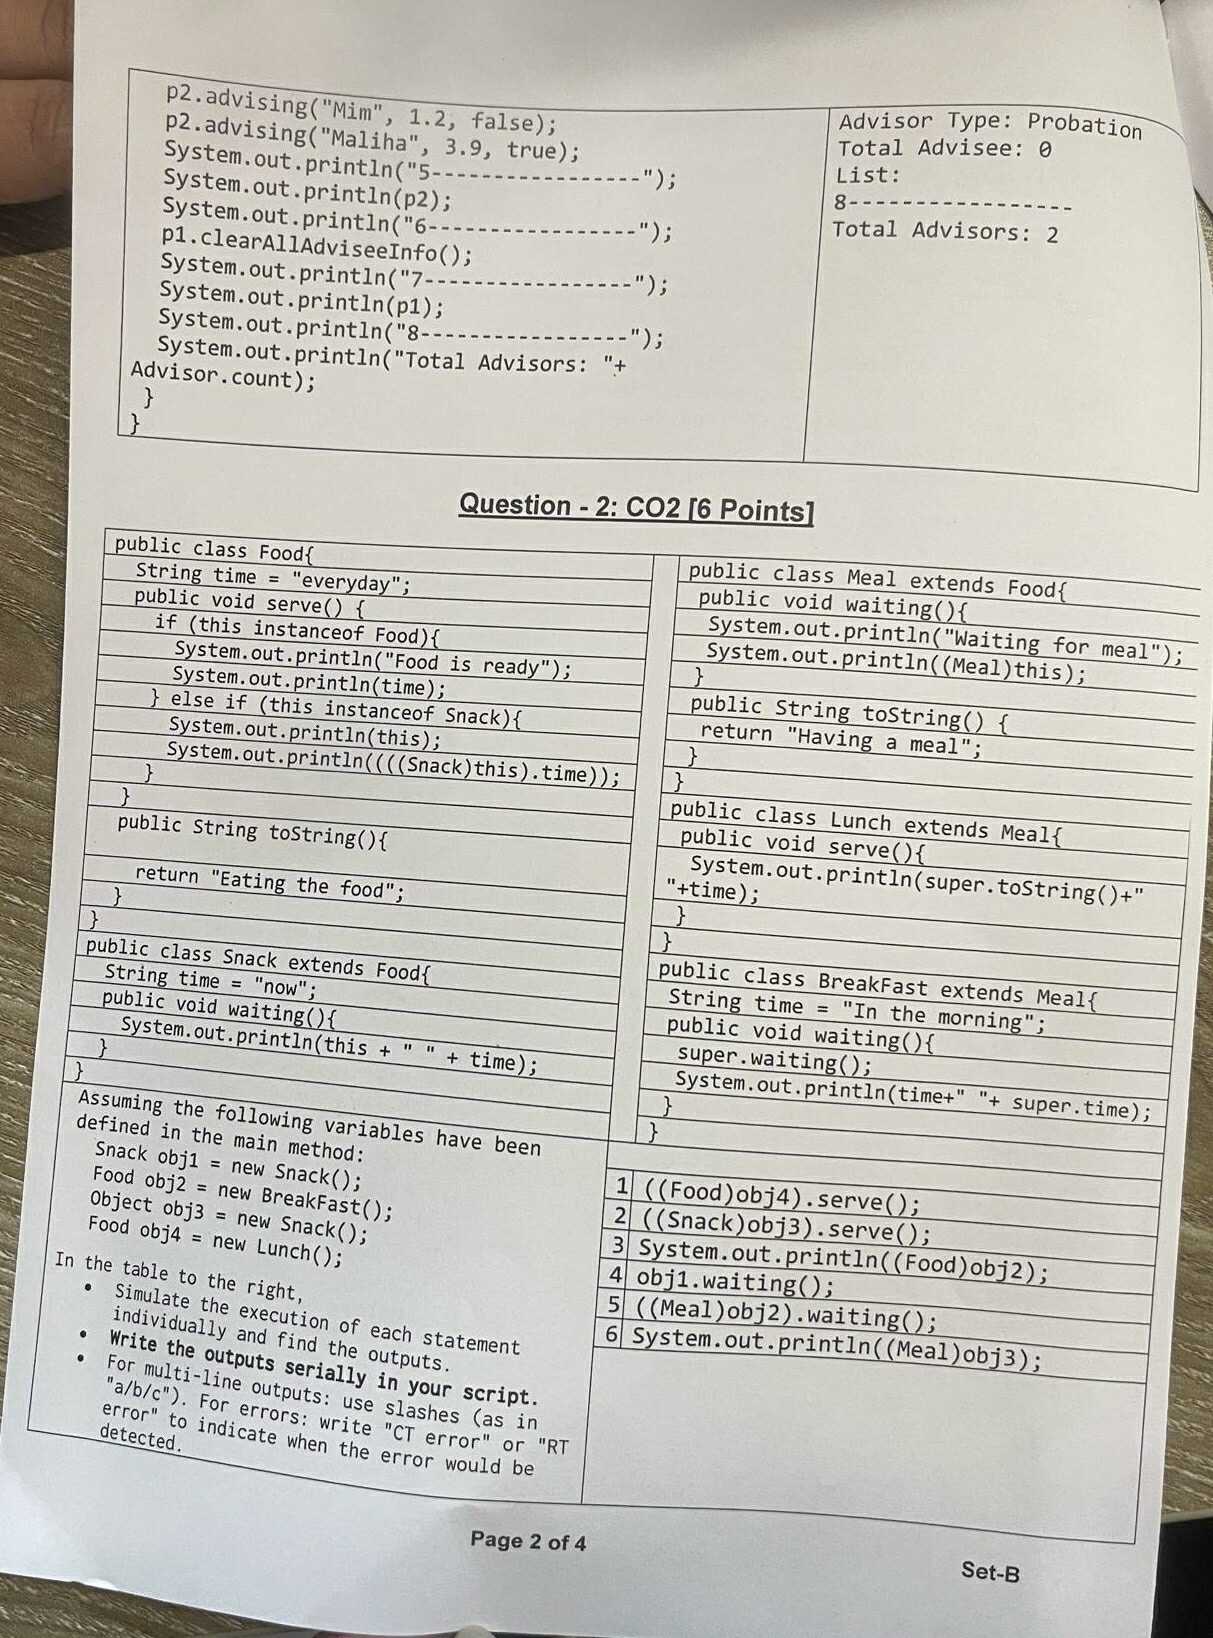 p2.advising("Mim", 1.2, false);
p2.advising("Maliha", 3.9, true);
System.out.println("5-----------------");
System.out.println(p2);
System.out.println("6-----------------");
p1.clearAllAdviseeInfo();
System.out.println("7-----------------");
System.out.println(p1);
System.out.println("8-----------------");
System.out.println("Total Advisors: "+
Advisor.count);
}
}
Advisor Type: Probation
Total Advisee: 0
List:
8-----------------
Total Advisors: 2
Question - 2: CO2 [6 Points]
public class Food{
String time = "everyday";
public void serve() {
if (this instanceof Food){
System.out.println("Food is ready");
System.out.println(time);
} else if (this instanceof Snack){
System.out.println(this);
System.out.println((((Snack)this).time));
}
}
public String toString(){
return "Eating the food";
}
}
public class Snack extends Food{
String time = "now";
public void waiting(){
System.out.println(this + " " + time);
}
}
public class Meal extends Food{
public void waiting(){
System.out.println("Waiting for meal");
System.out.println((Meal)this);
}
public String toString() {
return "Having a meal";
}
}
public class Lunch extends Meal{
public void serve(){
System.out.println(super.toString()+"
"+time);
}
}
public class BreakFast extends Meal{
String time = "In the morning";
public void waiting(){
super.waiting();
System.out.println(time+" "+ super.time);
}
}
Assuming the following variables have been
defined in the main method:
Snack obj1 = new Snack();
Food obj2 = new BreakFast();
Object obj3 = new Snack();
Food obj4 = new Lunch();
In the table to the right,
• Simulate the execution of each statement
individually and find the outputs.
• Write the outputs serially in your script.
• For multi-line outputs: use slashes (as in
"a/b/c"). For errors: write "CT error" or "RT
error" to indicate when the error would be
detected.
1 ((Food)obj4).serve();
2 ((Snack)obj3).serve();
3 System.out.println((Food)obj2);
4 obj1.waiting();
5 ((Meal)obj2).waiting();
6 System.out.println((Meal)obj3);
Page 2 of 4
Set-B